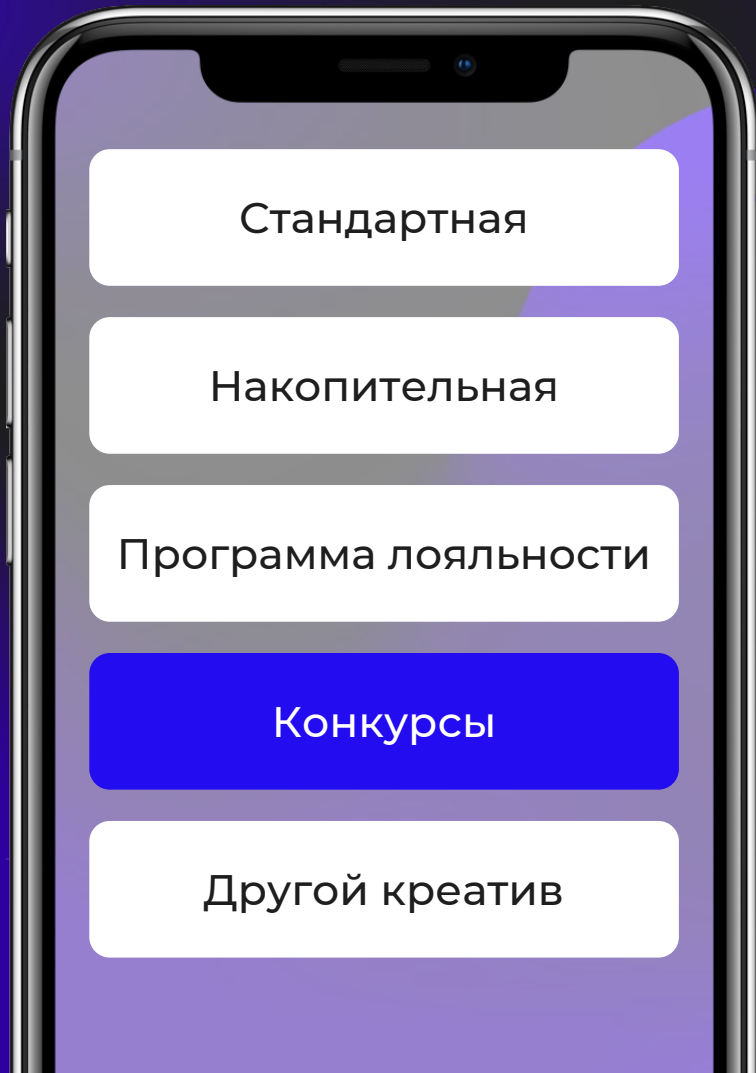 Стандартная
Накопительная
Программа лояльности
Конкурсы
Другой креатив